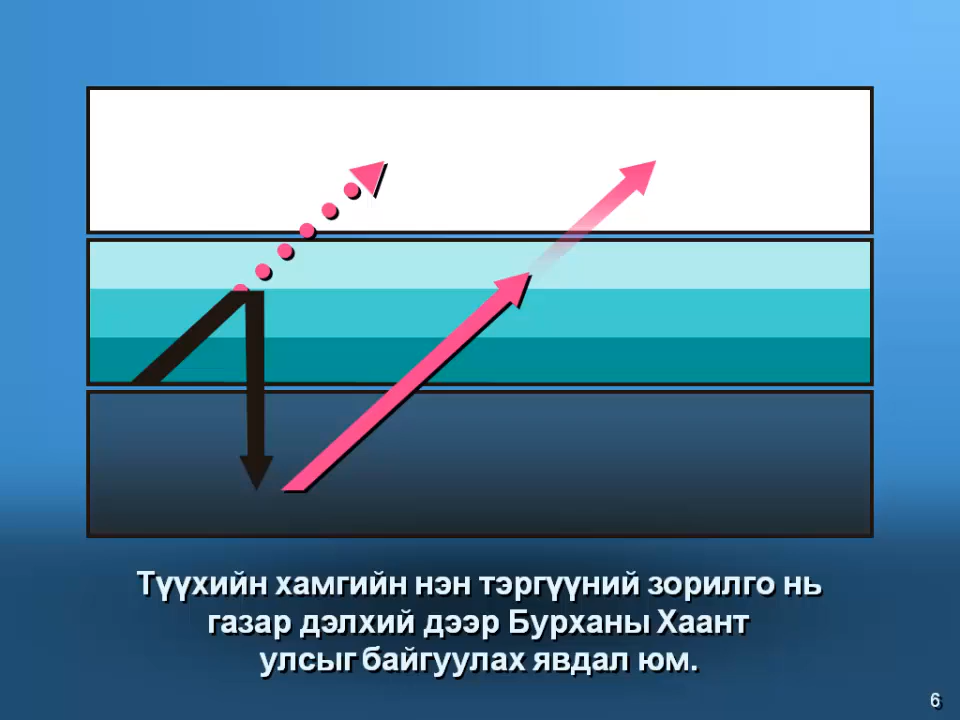 Түүхийн хамгийн нэн тэргүүний зорилго нь
газар дэлхий дээр Бурханы Хаант
улсыг байгуулах явдал юм.
6